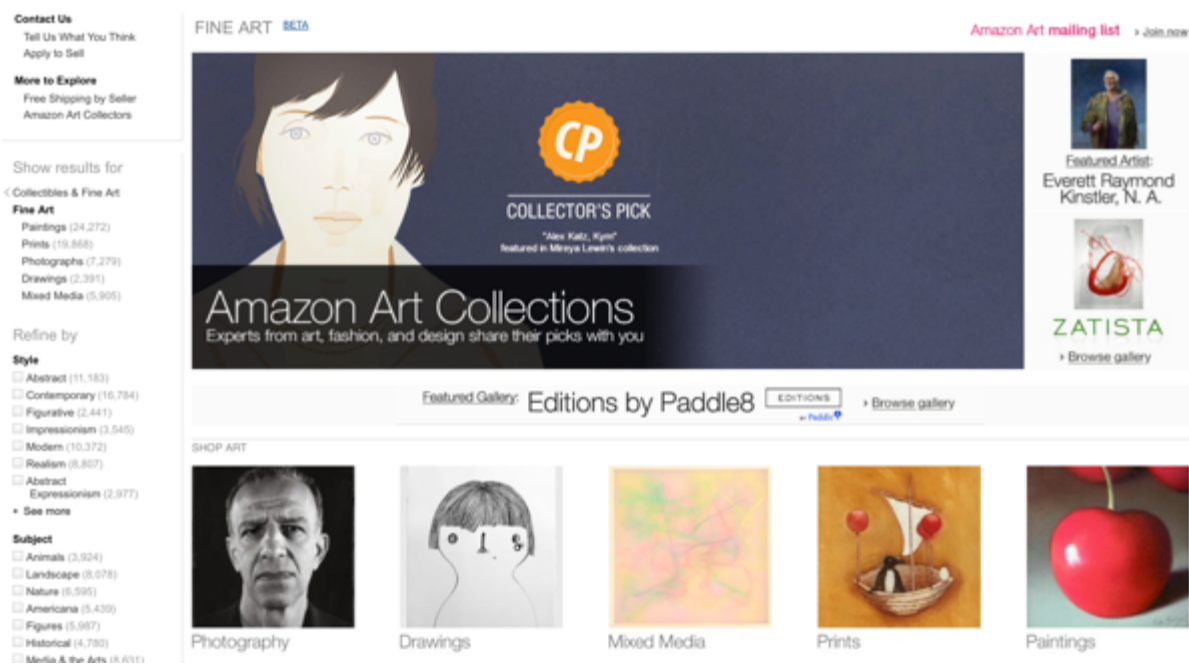 Contact Us
Tell Us What You Think
Apply to Sell
More to Explore
Free Shipping by Seller
Amazon Art Collectors
Show results for
Collectibles & Fine Art
Fine Art
Paintings (24,272)
Prints (19,868)
Photographs (7,279)
Drawings (2,391)
Mixed Media (5,905)
Refine by
Style
Abstract (11,183)
Contemporary (16,784)
Figurative (2,441)
Impressionism (3,545)
Modern (10,372)
Realism (8,807)
Abstract
Expressionism (2,977)
+ See more
Subject
Animals (3,924)
Landscape (8,078)
Nature (6,595)
Americana (5,439)
Figures (5,987)
Historical (4,780)
Media & the Arts (8,631)
FINE ART BETA
Amazon Art mailing list › Join now
CP
COLLECTOR'S PICK
"Alex Katz, Kym"
featured in Mireya Lewin's collection
Amazon Art Collections
Experts from art, fashion, and design share their picks with you
Featured Artist:
Everett Raymond
Kinstler, N. A.
ZATISTA
› Browse gallery
Featured Gallery: Editions by Paddle8 EDITIONS › Browse gallery
BY Paddle8
SHOP ART
Photography
Drawings
Mixed Media
Prints
Paintings